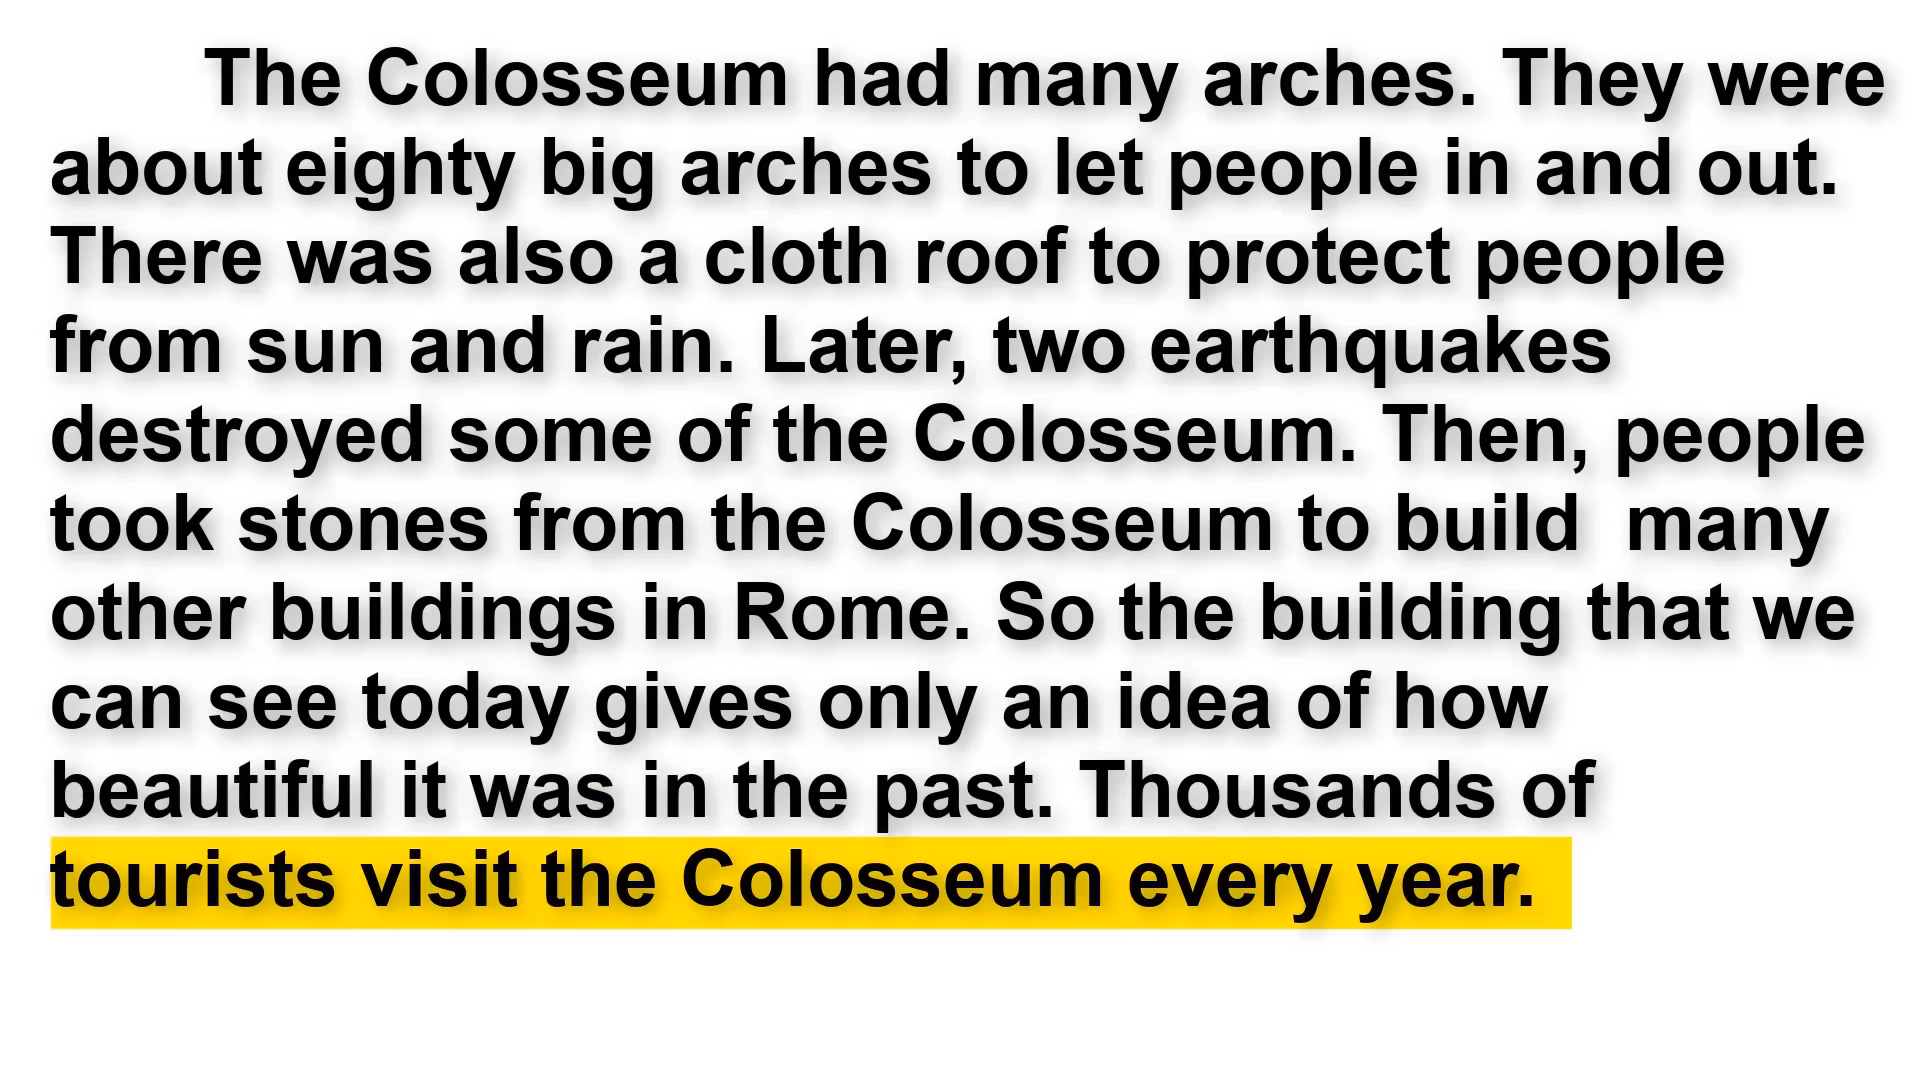 The Colosseum had many arches. They were
about eighty big arches to let people in and out.
There was also a cloth roof to protect people
from sun and rain. Later, two earthquakes
destroyed some of the Colosseum. Then, people
took stones from the Colosseum to build  many
other buildings in Rome. So the building that we
can see today gives only an idea of how
beautiful it was in the past. Thousands of
tourists visit the Colosseum every year.